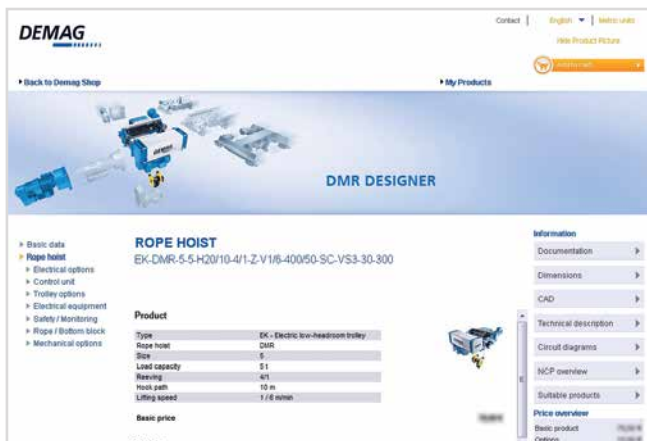 DEMAG
Contact
English
Metric units
Hide Product Picture
Back to Demag Shop
My Products
DMR DESIGNER
Basic data
Rope hoist
Electrical options
Control unit
Trolley options
Electrical equipment
Safety / Monitoring
Rope / Bottom block
Mechanical options
ROPE HOIST
EK-DMR-5-5-H20/10-4/1-Z-V1/6-400/50-SC-VS3-30-300
Product
Type EK - Electric low-headroom trolley
Rope hoist DMR
Size 5
Load capacity 5 t
Reeving 4/1
Hook path 10 m
Lifting speed 1 / 6 m/min
Basic price
Information
Documentation
Dimensions
CAD
Technical description
Circuit diagrams
NCP overview
Suitable products
Price overview
Basic product
Options